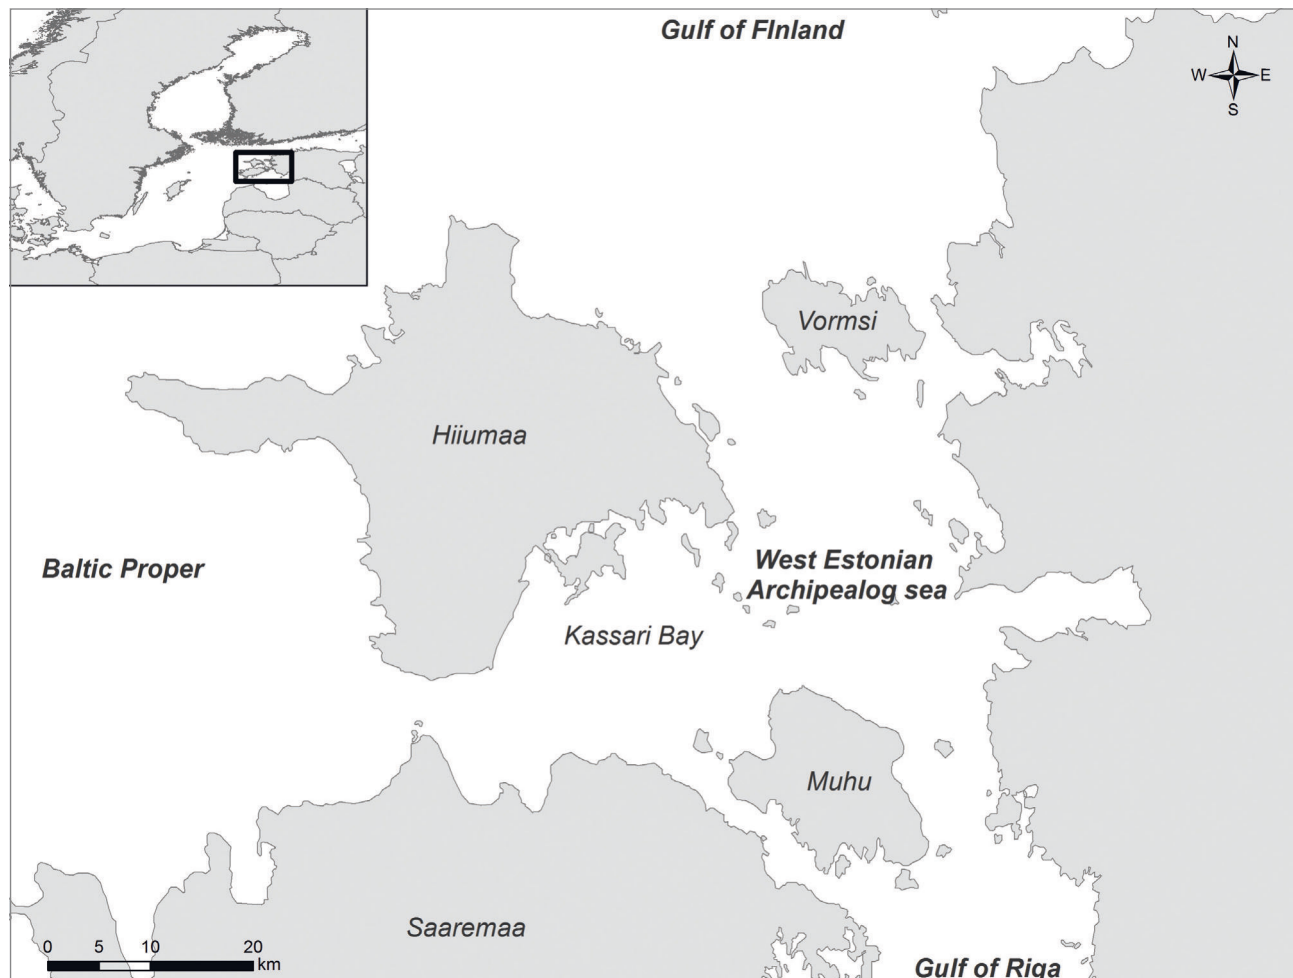 Gulf of FInland
N
W E
S
Vormsi
Hiiumaa
Baltic Proper
West Estonian
Archipealog sea
Kassari Bay
Muhu
Saaremaa
0 5 10 20
km
Gulf of Riga